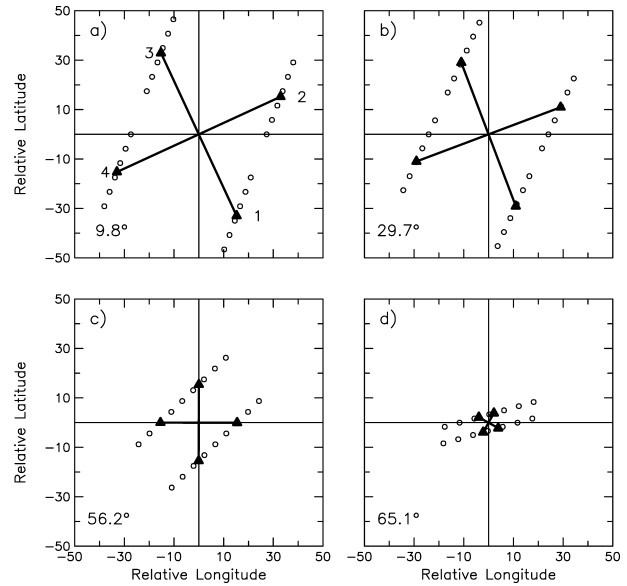 50
30
10
−10
−30
−50
Relative Latitude
a)
3
2
4
1
9.8°
b)
29.7°
50
30
10
−10
−30
−50
Relative Latitude
c)
56.2°
d)
65.1°
−50 −30 −10 10 30 50
−50 −30 −10 10 30 50
Relative Longitude
Relative Longitude